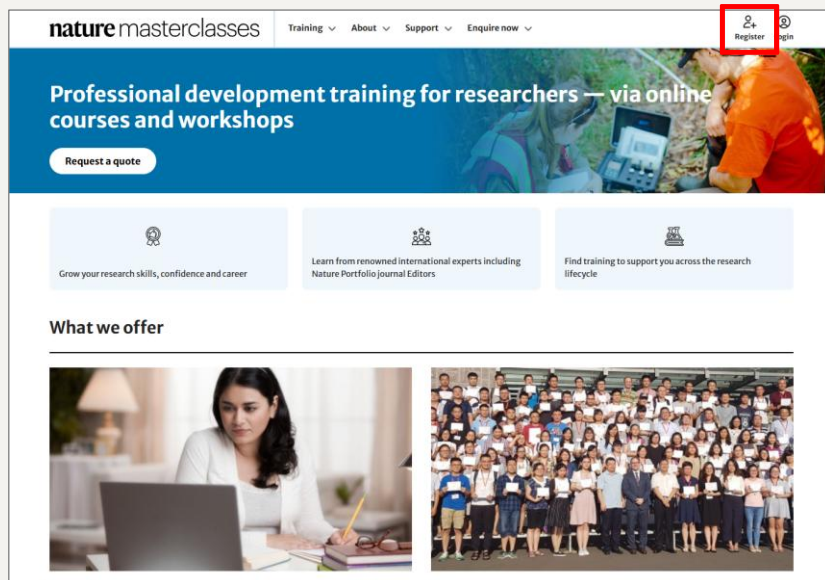 nature masterclasses
Training
About
Support
Enquire now
Register
Login
Professional development training for researchers — via online
courses and workshops
Request a quote
Grow your research skills, confidence and career
Learn from renowned international experts including
Nature Portfolio journal Editors
Find training to support you across the research
lifecycle
What we offer